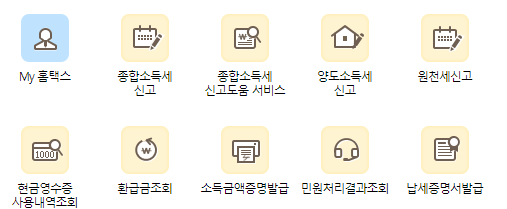 My 홈택스
종합소득세
신고
종합소득세
신고도움 서비스
양도소득세
신고
원천세신고
1000
현금영수증
사용내역조회
₩
환급금조회
₩
소득금액증명발급
민원처리결과조회
납세증명서발급